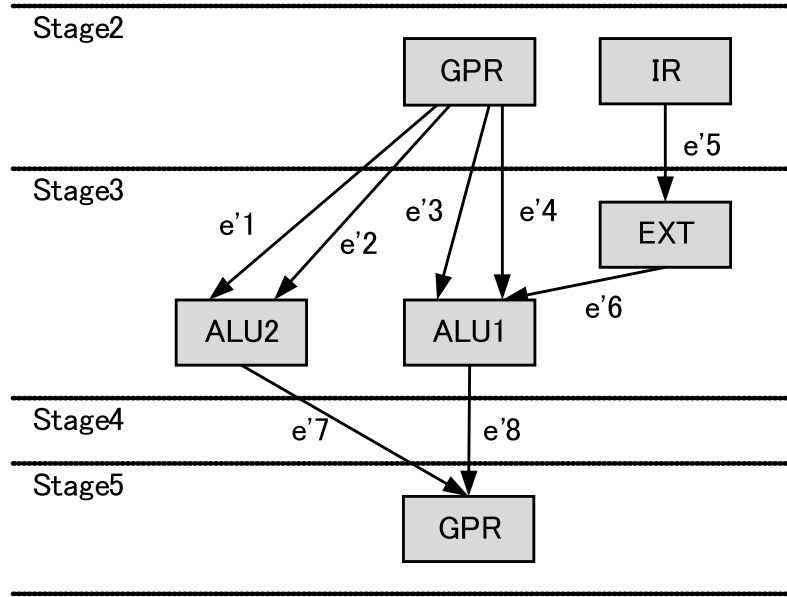 Stage2
GPR
IR
e'5
Stage3
e'1
e'2
e'3
e'4
EXT
e'6
ALU2
ALU1
Stage4
e'7
e'8
Stage5
GPR